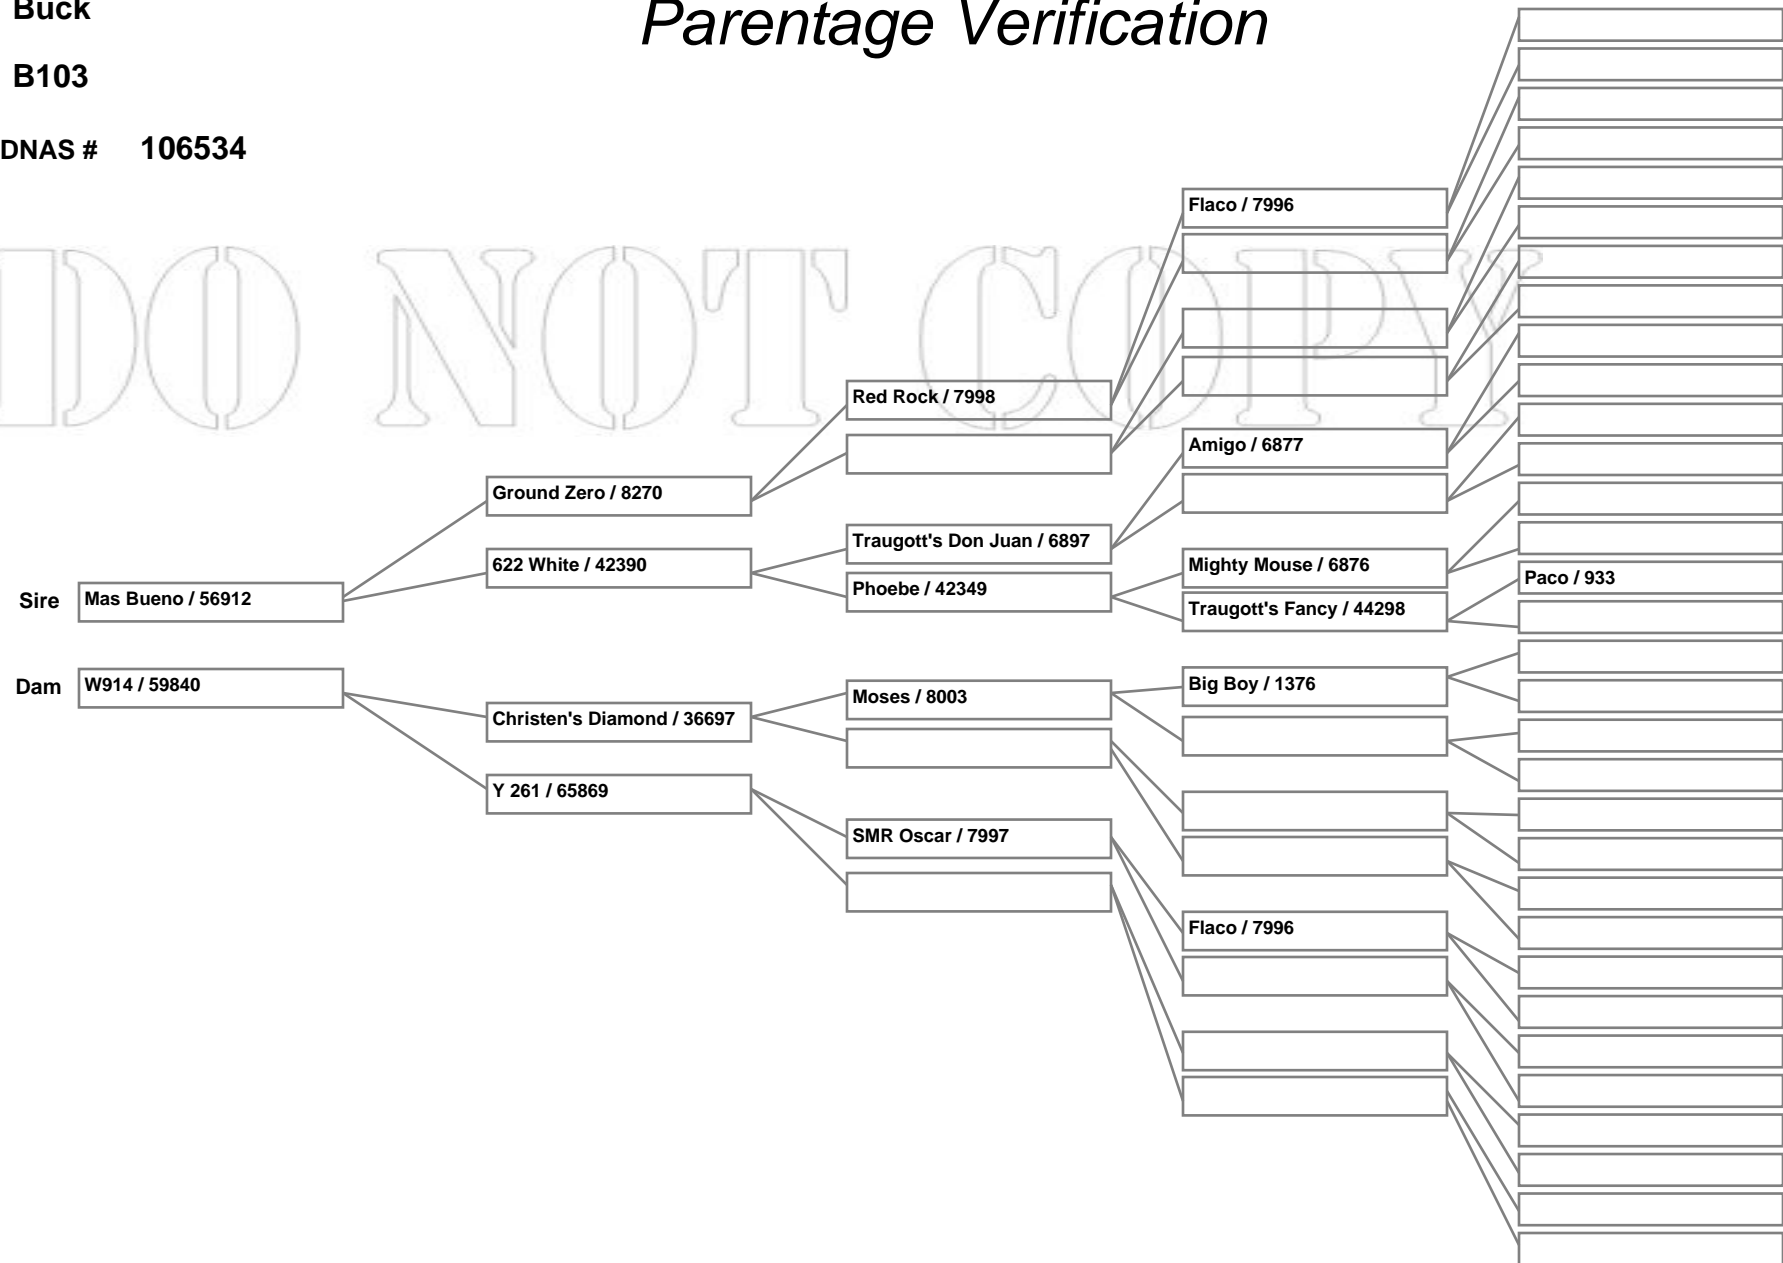 Buck
Parentage Verification
B103
DNAS # 106534
DO NOT COPY
Flaco / 7996
Red Rock / 7998
Amigo / 6877
Ground Zero / 8270
Traugott's Don Juan / 6897
622 White / 42390
Mighty Mouse / 6876
Paco / 933
Phoebe / 42349
Sire Mas Bueno / 56912
Traugott's Fancy / 44298
Dam W914 / 59840
Big Boy / 1376
Moses / 8003
Christen's Diamond / 36697
Y 261 / 65869
SMR Oscar / 7997
Flaco / 7996